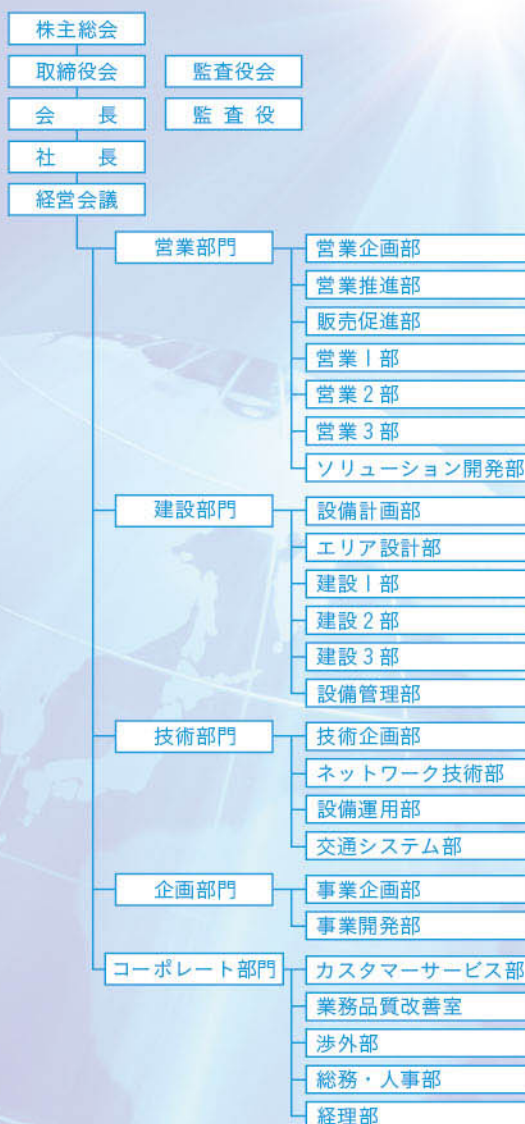 株主総会
取締役会 監査役会
会 長 監 査 役
社 長
経営会議
営業部門
営業企画部
営業推進部
販売促進部
営業1部
営業2部
営業3部
ソリューション開発部
建設部門
設備計画部
エリア設計部
建設1部
建設2部
建設3部
設備管理部
技術部門
技術企画部
ネットワーク技術部
設備運用部
交通システム部
企画部門
事業企画部
事業開発部
コーポレート部門
カスタマーサービス部
業務品質改善室
渉外部
総務・人事部
経理部